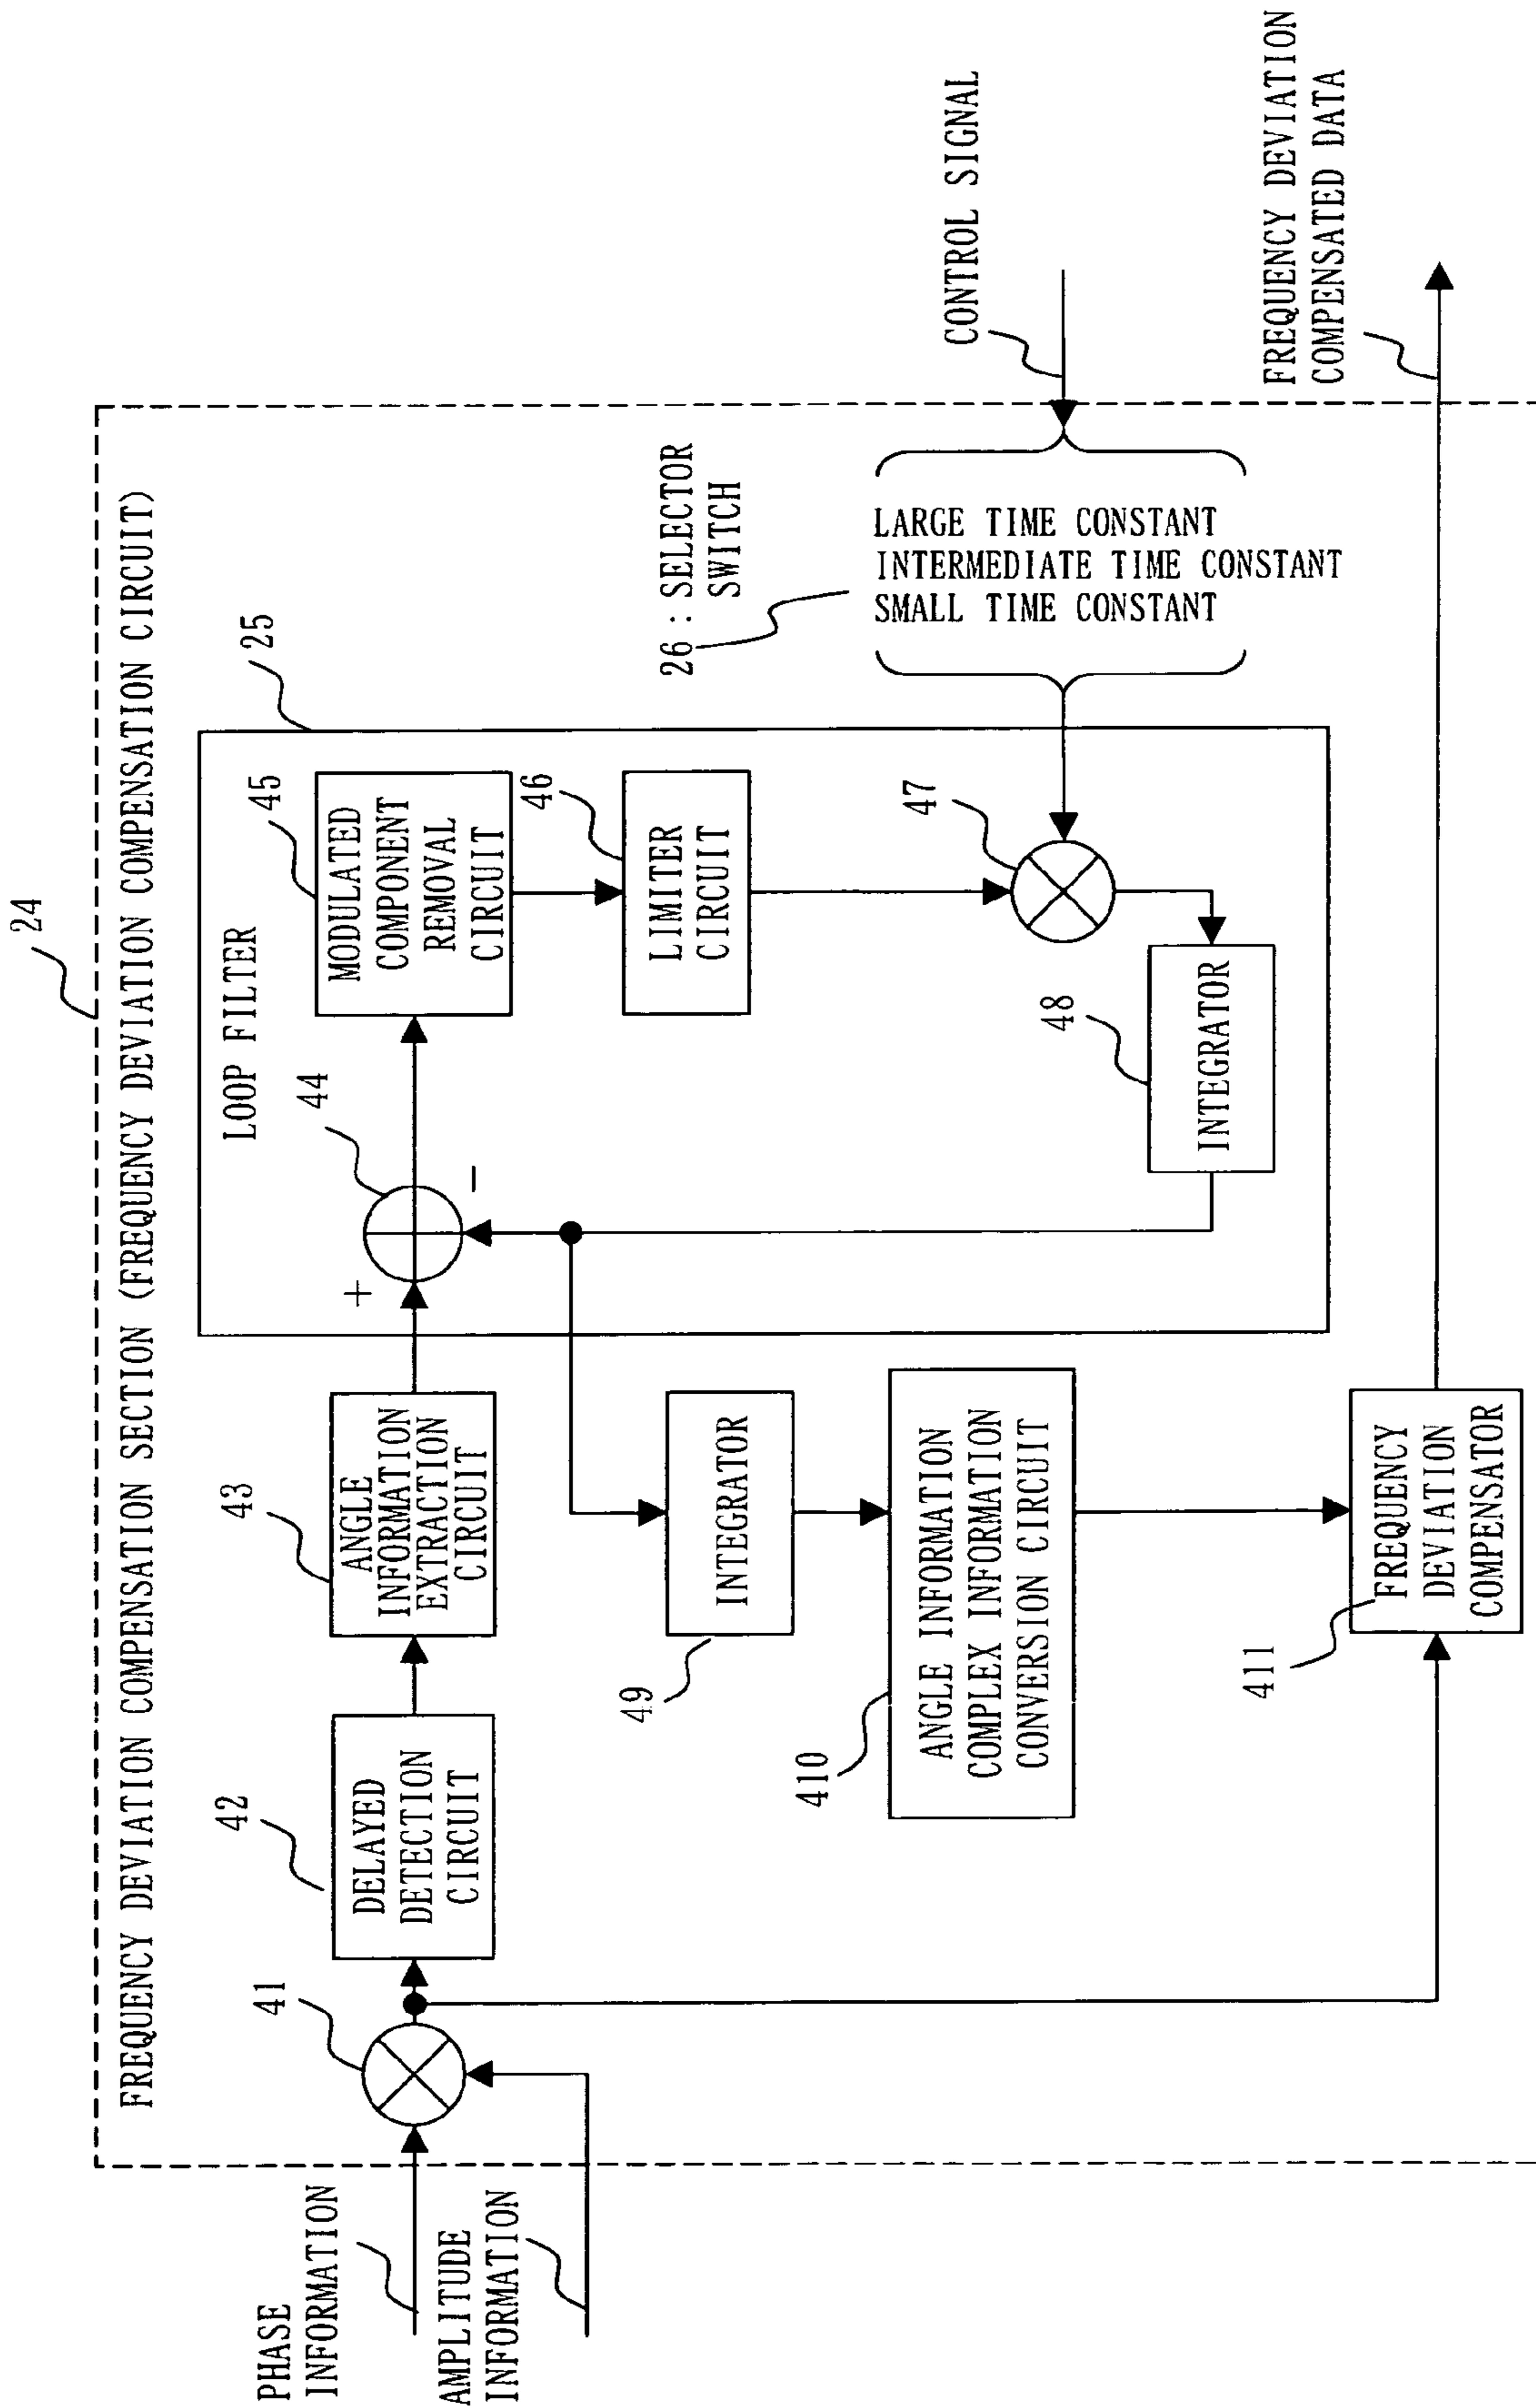 24
FREQUENCY DEVIATION COMPENSATION SECTION (FREQUENCY DEVIATION COMPENSATION CIRCUIT)
PHASE
INFORMATION
AMPLITUDE
INFORMATION
41
42
DELAYED
DETECTION
CIRCUIT
43
ANGLE
INFORMATION
EXTRACTION
CIRCUIT
25
LOOP FILTER
44
+
−
45
MODULATED
COMPONENT
REMOVAL
CIRCUIT
46
LIMITER
CIRCUIT
47
48
INTEGRATOR
26 : SELECTOR
SWITCH
LARGE TIME CONSTANT
INTERMEDIATE TIME CONSTANT
SMALL TIME CONSTANT
CONTROL SIGNAL
49
INTEGRATOR
410
ANGLE INFORMATION
COMPLEX INFORMATION
CONVERSION CIRCUIT
411
FREQUENCY
DEVIATION
COMPENSATOR
FREQUENCY DEVIATION
COMPENSATED DATA